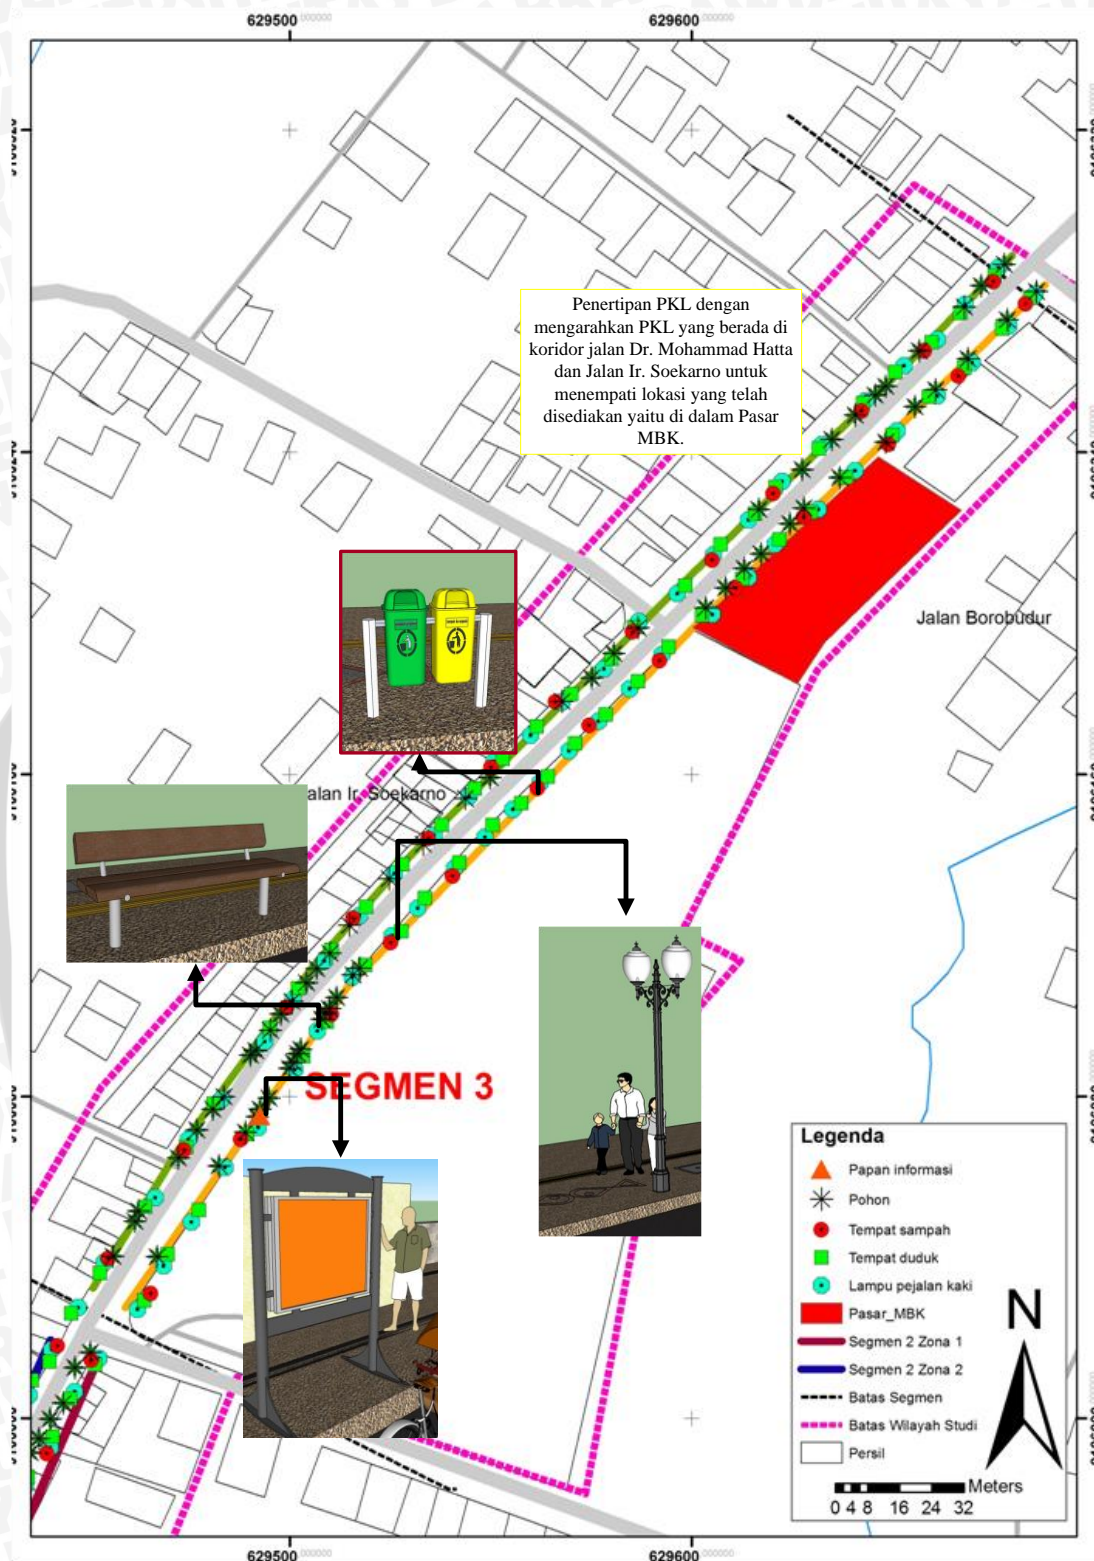 629500
629600
Penertipan PKL dengan
mengarahkan PKL yang berada di
koridor jalan Dr. Mohammad Hatta
dan Jalan Ir. Soekarno untuk
menempati lokasi yang telah
disediakan yaitu di dalam Pasar
MBK.
Jalan Borobudur
alan Ir. Soekarno
SEGMEN 3
Legenda
Papan informasi
Pohon
Tempat sampah
Tempat duduk
Lampu pejalan kaki
Pasar_MBK
Segmen 2 Zona 1
Segmen 2 Zona 2
Batas Segmen
Batas Wilayah Studi
Persil
N
Meters
0 4 8 16 24 32
629500
629600